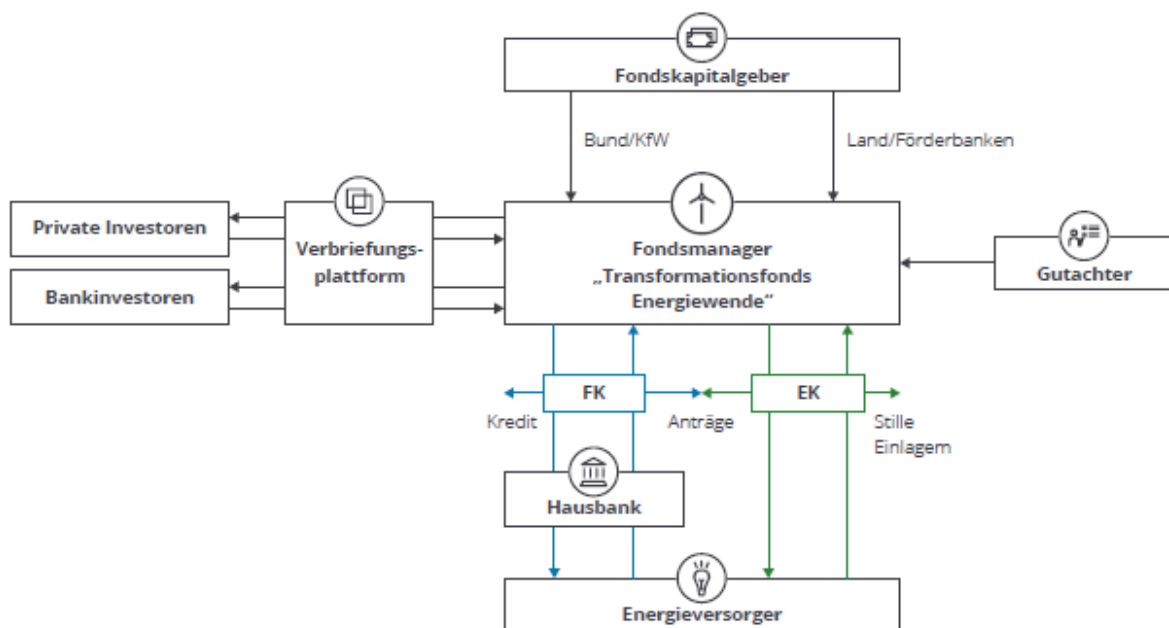 Fondskapitalgeber
Bund/KfW
Land/Förderbanken
Private Investoren
Bankinvestoren
Verbriefungs-
plattform
Fondsmanager
„Transformationsfonds
Energiewende“
Gutachter
FK
EK
Kredit
Anträge
Stille
Einlagem
Hausbank
Energieversorger